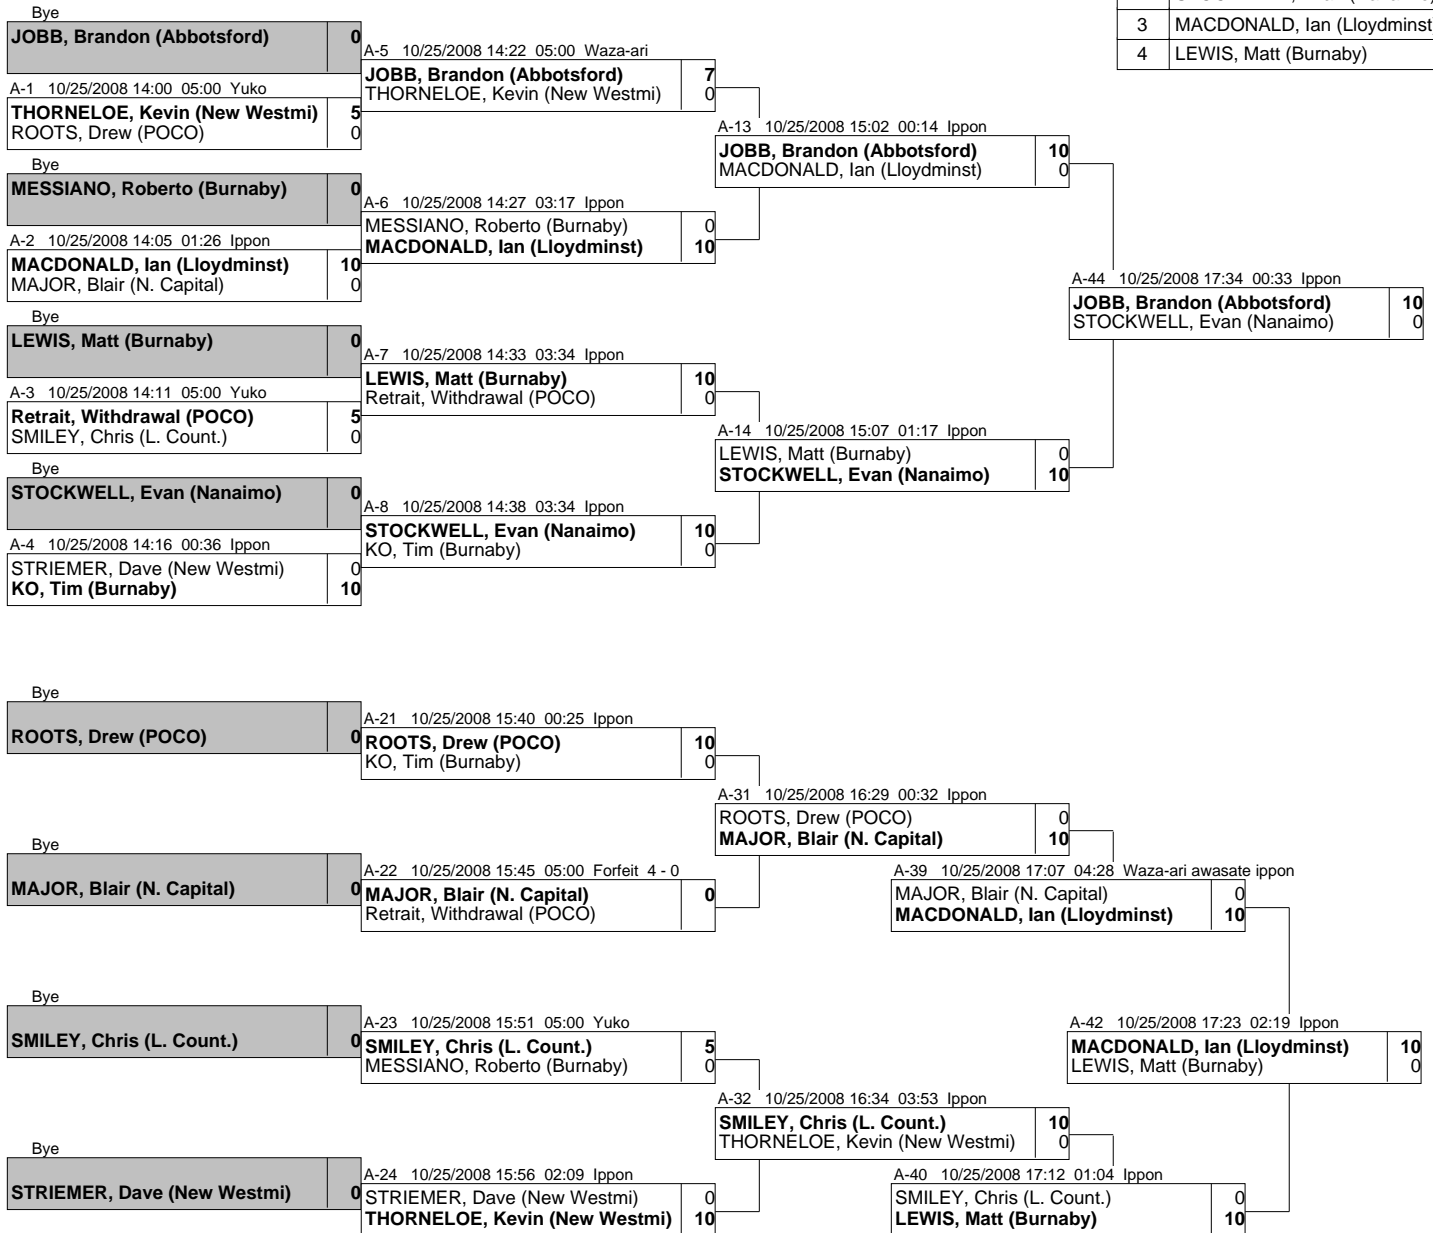 3 MACDONALD, Ian (Lloydminst
4 LEWIS, Matt (Burnaby)
Bye
JOBB, Brandon (Abbotsford) 0
A-1 10/25/2008 14:00 05:00 Yuko
THORNELOE, Kevin (New Westmi) 5
ROOTS, Drew (POCO) 0
Bye
MESSIANO, Roberto (Burnaby) 0
A-2 10/25/2008 14:05 01:26 Ippon
MACDONALD, Ian (Lloydminst) 10
MAJOR, Blair (N. Capital) 0
Bye
LEWIS, Matt (Burnaby) 0
A-3 10/25/2008 14:11 05:00 Yuko
Retrait, Withdrawal (POCO) 5
SMILEY, Chris (L. Count.) 0
Bye
STOCKWELL, Evan (Nanaimo) 0
A-4 10/25/2008 14:16 00:36 Ippon
STRIEMER, Dave (New Westmi) 0
KO, Tim (Burnaby) 10
A-5 10/25/2008 14:22 05:00 Waza-ari
JOBB, Brandon (Abbotsford) 7
THORNELOE, Kevin (New Westmi) 0
A-6 10/25/2008 14:27 03:17 Ippon
MESSIANO, Roberto (Burnaby) 0
MACDONALD, Ian (Lloydminst) 10
A-7 10/25/2008 14:33 03:34 Ippon
LEWIS, Matt (Burnaby) 10
Retrait, Withdrawal (POCO) 0
A-8 10/25/2008 14:38 03:34 Ippon
STOCKWELL, Evan (Nanaimo) 10
KO, Tim (Burnaby) 0
A-13 10/25/2008 15:02 00:14 Ippon
JOBB, Brandon (Abbotsford) 10
MACDONALD, Ian (Lloydminst) 0
A-14 10/25/2008 15:07 01:17 Ippon
LEWIS, Matt (Burnaby) 0
STOCKWELL, Evan (Nanaimo) 10
A-44 10/25/2008 17:34 00:33 Ippon
JOBB, Brandon (Abbotsford) 10
STOCKWELL, Evan (Nanaimo) 0
Bye
ROOTS, Drew (POCO) 0
Bye
MAJOR, Blair (N. Capital) 0
Bye
SMILEY, Chris (L. Count.) 0
Bye
STRIEMER, Dave (New Westmi) 0
A-21 10/25/2008 15:40 00:25 Ippon
ROOTS, Drew (POCO) 10
KO, Tim (Burnaby) 0
A-22 10/25/2008 15:45 05:00 Forfeit 4 - 0
MAJOR, Blair (N. Capital) 0
Retrait, Withdrawal (POCO)
A-23 10/25/2008 15:51 05:00 Yuko
SMILEY, Chris (L. Count.) 5
MESSIANO, Roberto (Burnaby) 0
A-24 10/25/2008 15:56 02:09 Ippon
STRIEMER, Dave (New Westmi) 0
THORNELOE, Kevin (New Westmi) 10
A-31 10/25/2008 16:29 00:32 Ippon
ROOTS, Drew (POCO) 0
MAJOR, Blair (N. Capital) 10
A-32 10/25/2008 16:34 03:53 Ippon
SMILEY, Chris (L. Count.) 10
THORNELOE, Kevin (New Westmi) 0
A-39 10/25/2008 17:07 04:28 Waza-ari awasate ippon
MAJOR, Blair (N. Capital) 0
MACDONALD, Ian (Lloydminst) 10
A-40 10/25/2008 17:12 01:04 Ippon
SMILEY, Chris (L. Count.) 0
LEWIS, Matt (Burnaby) 10
A-42 10/25/2008 17:23 02:19 Ippon
MACDONALD, Ian (Lloydminst) 10
LEWIS, Matt (Burnaby) 0